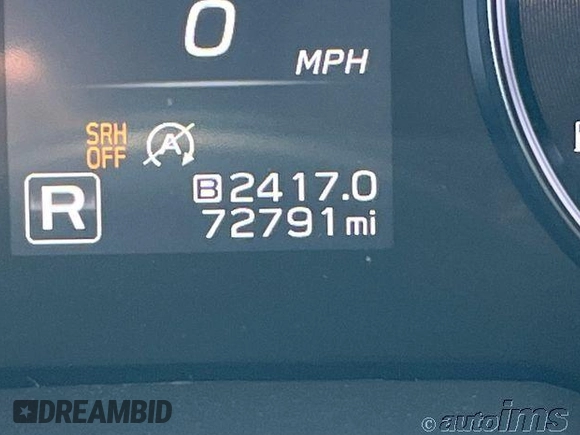 0
MPH
SRH
OFF
A
R
B 2417.0
72791 mi
DREAMBID
© autoims